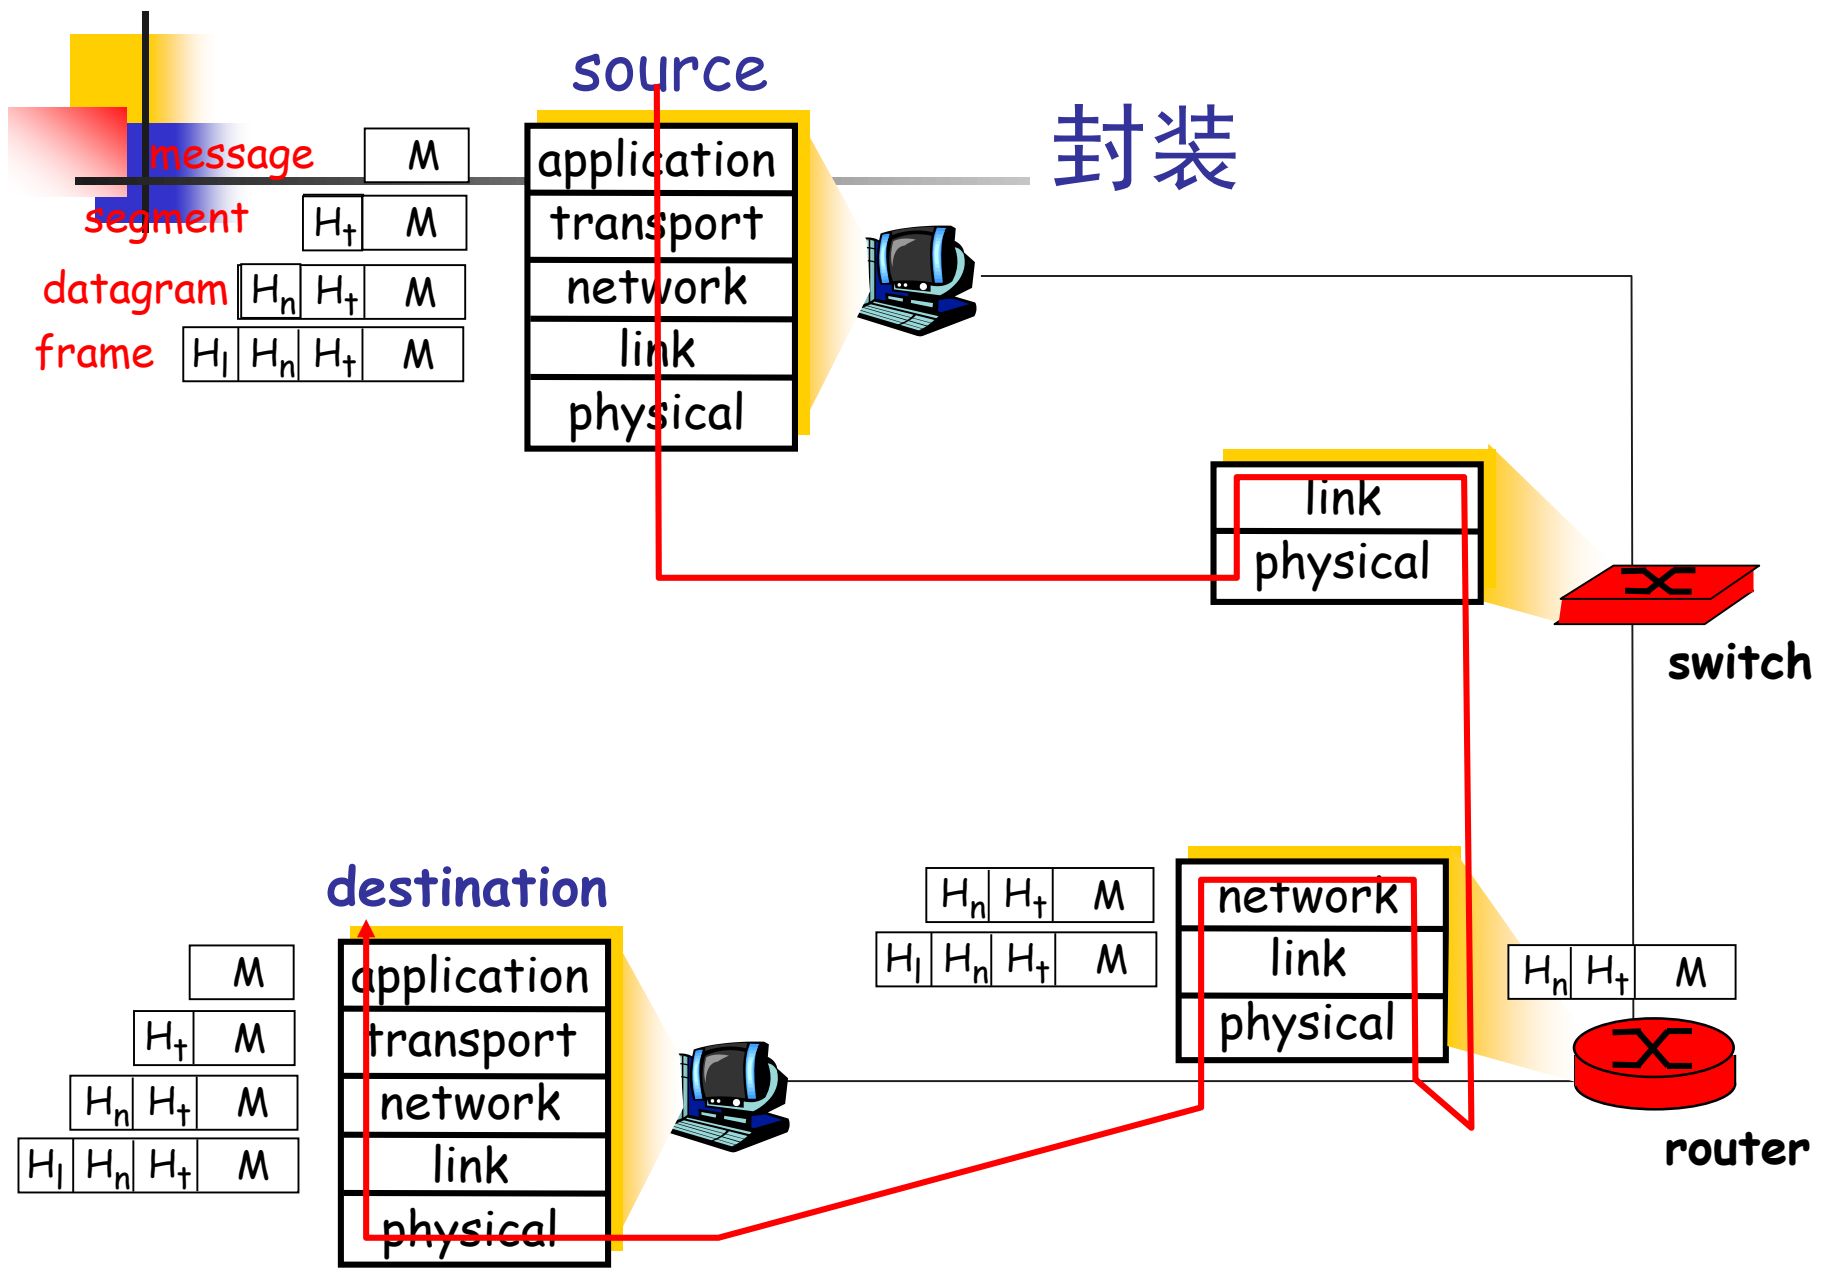 source
封装
message M
segment Ht M
datagram Hn Ht M
frame Hl Hn Ht M
application
transport
network
link
physical
link
physical
switch
destination
M
Ht M
Hn Ht M
Hl Hn Ht M
application
transport
network
link
physical
Hn Ht M
Hl Hn Ht M
network
link
physical
Hn Ht M
router